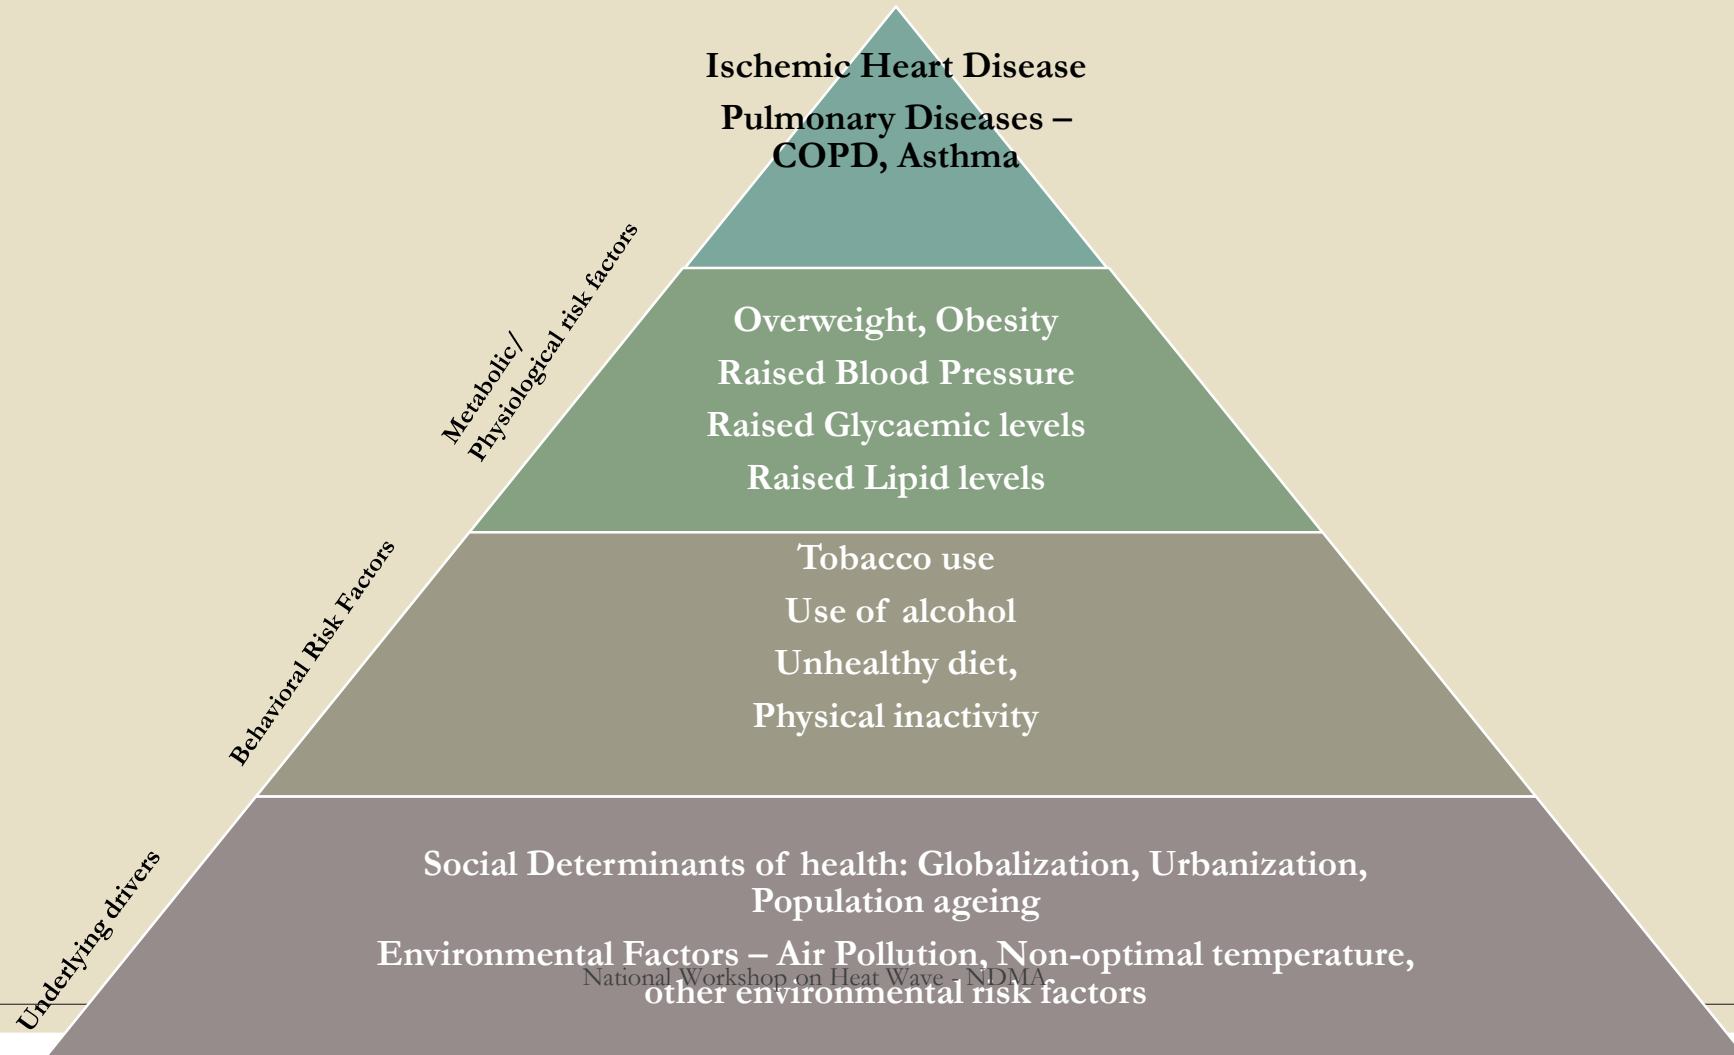 Ischemic Heart Disease
Pulmonary Diseases –
COPD, Asthma
Metabolic/
Physiological risk factors
Overweight, Obesity
Raised Blood Pressure
Raised Glycaemic levels
Raised Lipid levels
Behavioral Risk Factors
Tobacco use
Use of alcohol
Unhealthy diet,
Physical inactivity
Underlying drivers
Social Determinants of health: Globalization, Urbanization,
Population ageing
Environmental Factors – Air Pollution, Non-optimal temperature,
other environmental risk factors
National Workshop on Heat Wave - NDMA